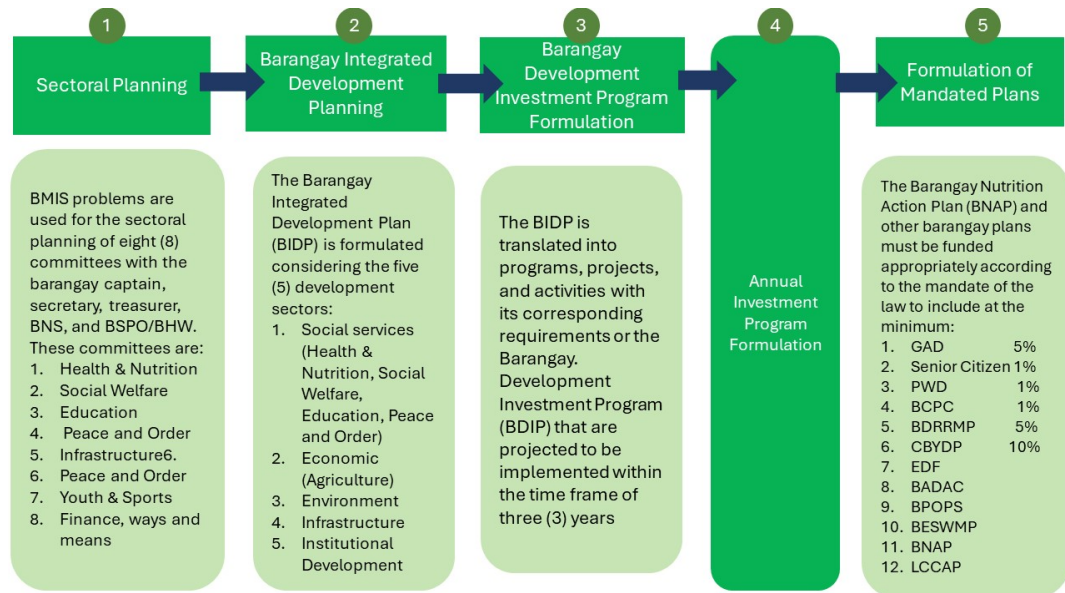 1
Sectoral Planning
BMIS problems are
used for the sectoral
planning of eight (8)
committees with the
barangay captain,
secretary, treasurer,
BNS, and BSPO/BHW.
These committees are:
1. Health & Nutrition
2. Social Welfare
3. Education
4. Peace and Order
5. Infrastructure6.
6. Peace and Order
7. Youth & Sports
8. Finance, ways and
means
2
Barangay Integrated
Development
Planning
The Barangay
Integrated
Development Plan
(BIDP) is formulated
considering the five
(5) development
sectors:
1. Social services
(Health &
Nutrition, Social
Welfare,
Education, Peace
and Order)
2. Economic
(Agriculture)
3. Environment
4. Infrastructure
5. Institutional
Development
3
Barangay
Development
Investment Program
Formulation
The BIDP is
translated into
programs, projects,
and activities with
its corresponding
requirements or the
Barangay.
Development
Investment Program
(BDIP) that are
projected to be
implemented within
the time frame of
three (3) years
4
Annual
Investment
Program
Formulation
5
Formulation of
Mandated Plans
The Barangay Nutrition
Action Plan (BNAP) and
other barangay plans
must be funded
appropriately according
to the mandate of the
law to include at the
minimum:
1. GAD 5%
2. Senior Citizen 1%
3. PWD 1%
4. BCPC 1%
5. BDRRMP 5%
6. CBYDP 10%
7. EDF
8. BADAC
9. BPOPS
10. BESWMP
11. BNAP
12. LCCAP